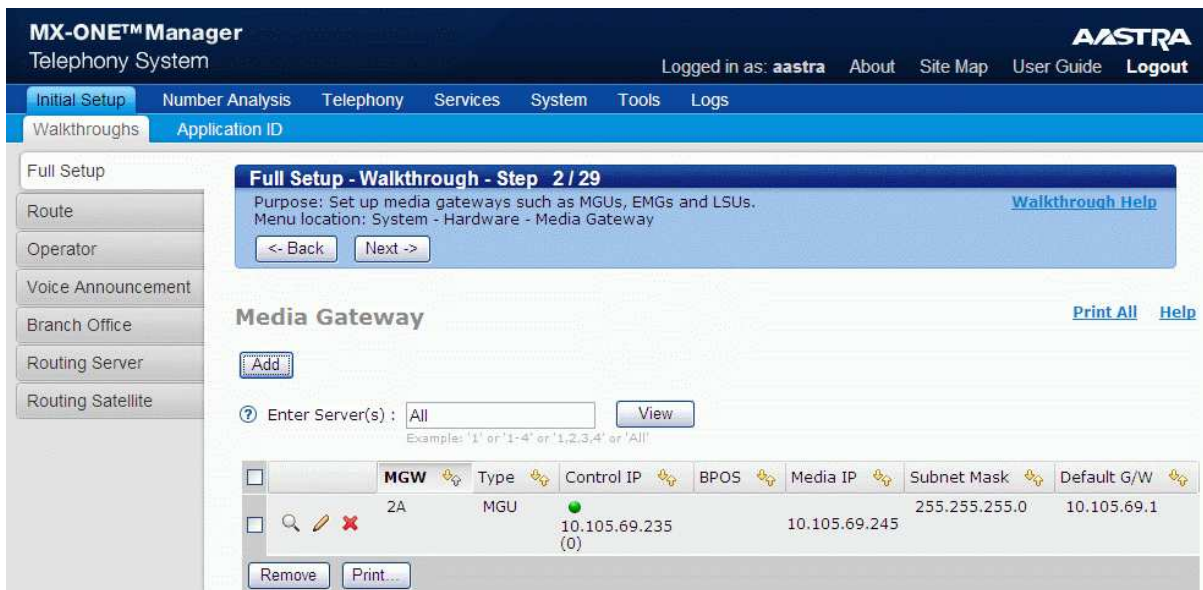 MX-ONE™Manager
Telephony System
AASTRA
Logged in as: aastra About Site Map User Guide Logout
Initial Setup Number Analysis Telephony Services System Tools Logs
Walkthroughs Application ID
Full Setup
Route
Operator
Voice Announcement
Branch Office
Routing Server
Routing Satellite
Full Setup - Walkthrough - Step 2 / 29
Purpose: Set up media gateways such as MGUs, EMGs and LSUs.
Menu location: System - Hardware - Media Gateway
Walkthrough Help
<- Back Next ->
Media Gateway
Print All Help
Add
? Enter Server(s) : All View
Example: '1' or '1-4' or '1,2,3,4' or 'All'
MGW Type Control IP BPOS Media IP Subnet Mask Default G/W
2A MGU 10.105.69.235 (0) 10.105.69.245 255.255.255.0 10.105.69.1
Remove Print...